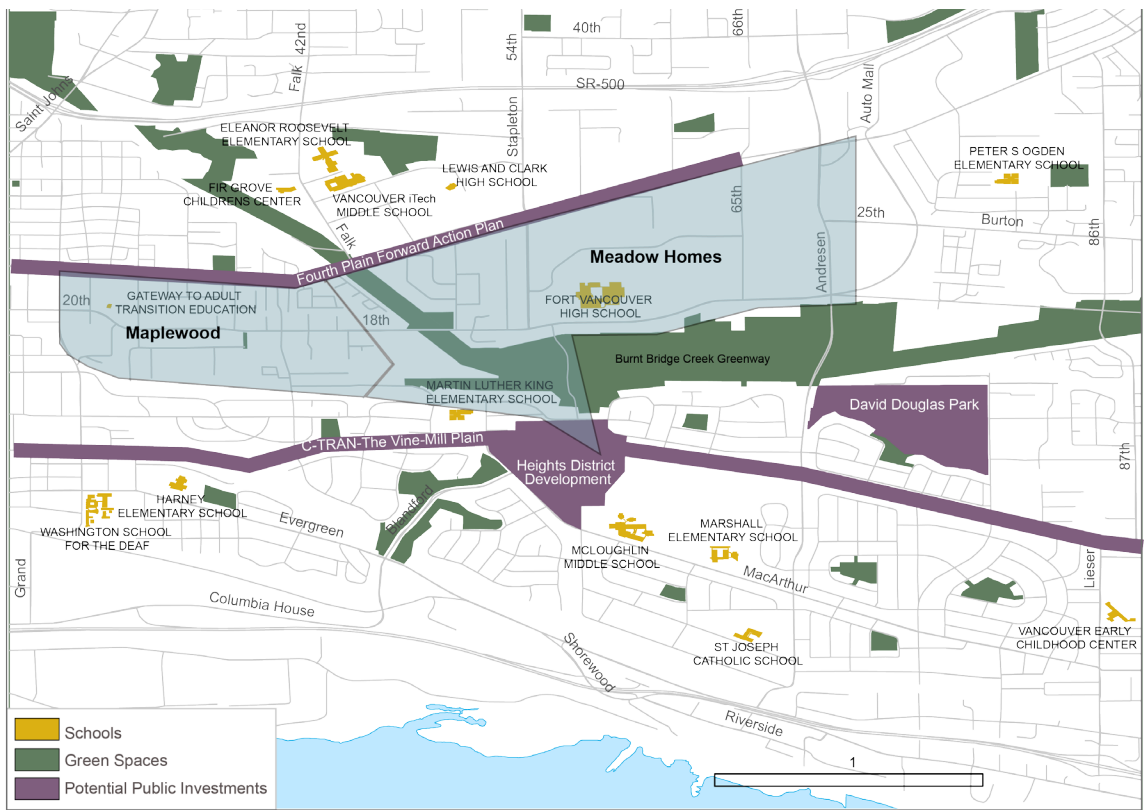 40th
66th
42nd
Falk
54th
SR-500
Auto Mall
Saint Johns
Stapleton
ELEANOR ROOSEVELT
ELEMENTARY SCHOOL
LEWIS AND CLARK
HIGH SCHOOL
PETER S OGDEN
ELEMENTARY SCHOOL
FIR GROVE
CHILDRENS CENTER
VANCOUVER iTech
MIDDLE SCHOOL
65th
25th
Burton
86th
Falk
Fourth Plain Forward Action Plan
Meadow Homes
Andresen
20th
GATEWAY TO ADULT
TRANSITION EDUCATION
FORT VANCOUVER
HIGH SCHOOL
18th
Maplewood
Burnt Bridge Creek Greenway
MARTIN LUTHER KING
ELEMENTARY SCHOOL
David Douglas Park
C-TRAN-The Vine-Mill Plain
87th
Heights District
Development
HARNEY
ELEMENTARY SCHOOL
Blandford
Evergreen
WASHINGTON SCHOOL
FOR THE DEAF
MARSHALL
ELEMENTARY SCHOOL
MCLOUGHLIN
MIDDLE SCHOOL
MacArthur
Lieser
Grand
Columbia House
VANCOUVER EARLY
CHILDHOOD CENTER
ST JOSEPH
CATHOLIC SCHOOL
Shorewood
Riverside
Schools
Green Spaces
Potential Public Investments
1